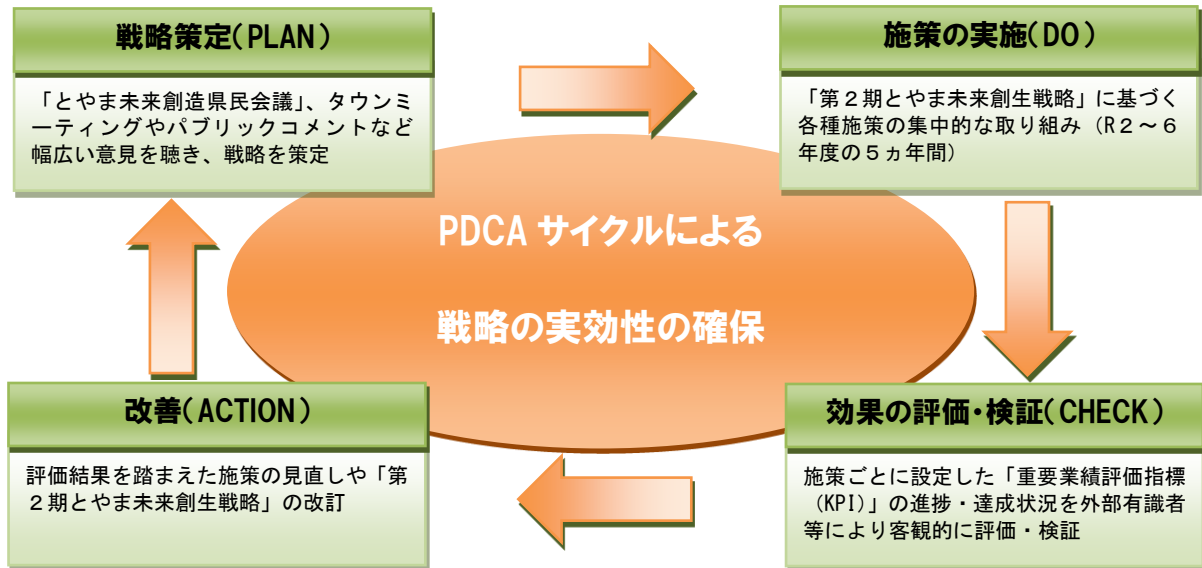 戦略策定(PLAN)
「とやま未来創造県民会議」、タウンミ
ーティングやパブリックコメントなど
幅広い意見を聴き、戦略を策定
施策の実施(DO)
「第２期とやま未来創生戦略」に基づく
各種施策の集中的な取り組み（R２～６
年度の５ヵ年間）
PDCA サイクルによる
戦略の実効性の確保
改善(ACTION)
評価結果を踏まえた施策の見直しや「第
２期とやま未来創生戦略」の改訂
効果の評価・検証(CHECK)
施策ごとに設定した「重要業績評価指標
（KPI）」の進捗・達成状況を外部有識者
等により客観的に評価・検証